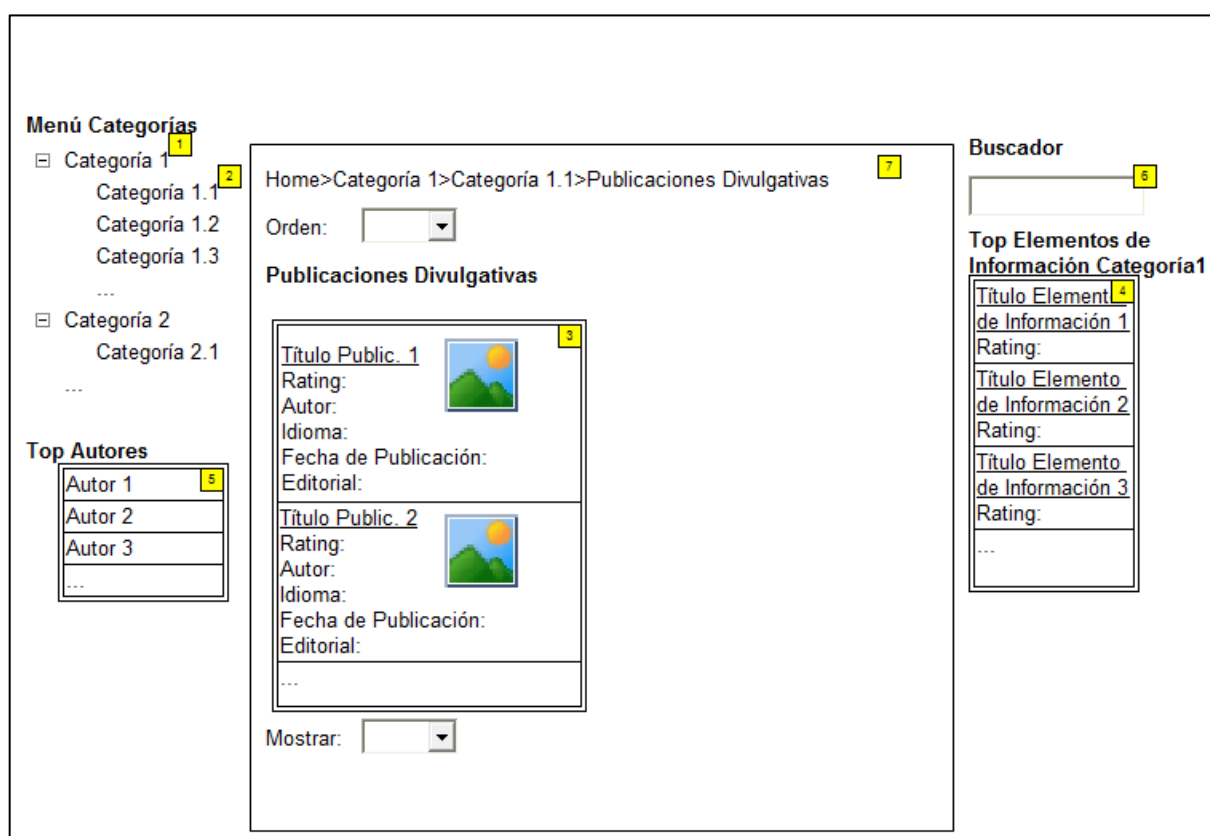 Menú Categorías
1
Categoría 1
2
Categoría 1.1
Categoría 1.2
Categoría 1.3
...
Categoría 2
Categoría 2.1
...
Top Autores
5
Autor 1
Autor 2
Autor 3
...
7
Home>Categoría 1>Categoría 1.1>Publicaciones Divulgativas
Orden:
Publicaciones Divulgativas
3
Título Public. 1
Rating:
Autor:
Idioma:
Fecha de Publicación:
Editorial:
Título Public. 2
Rating:
Autor:
Idioma:
Fecha de Publicación:
Editorial:
...
Mostrar:
Buscador
6
Top Elementos de
Información Categoría1
4
Título Element
de Información 1
Rating:
Título Elemento
de Información 2
Rating:
Título Elemento
de Información 3
Rating:
...